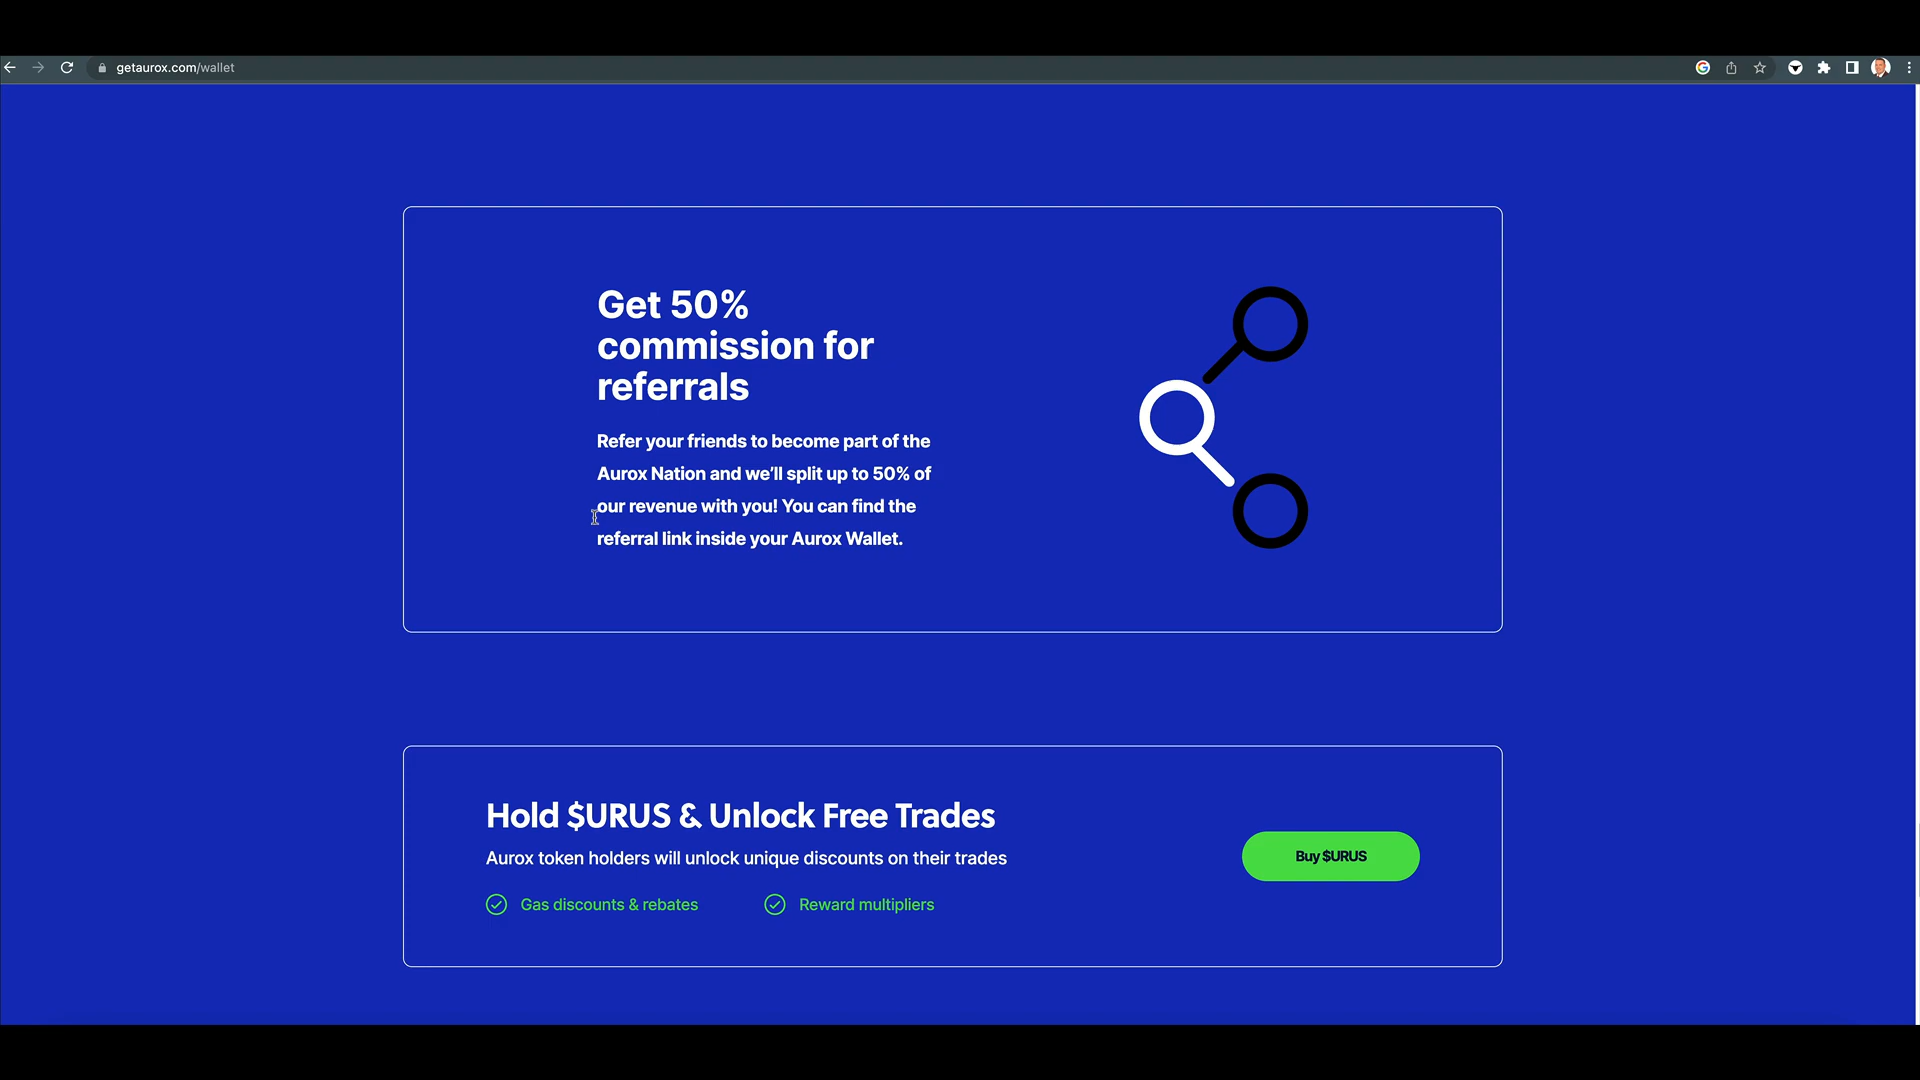 getaurox.com/wallet
Get 50%
commission for
referrals
Refer your friends to become part of the
Aurox Nation and we’ll split up to 50% of
our revenue with you! You can find the
referral link inside your Aurox Wallet.
Hold $URUS & Unlock Free Trades
Aurox token holders will unlock unique discounts on their trades
Gas discounts & rebates
Reward multipliers
Buy $URUS